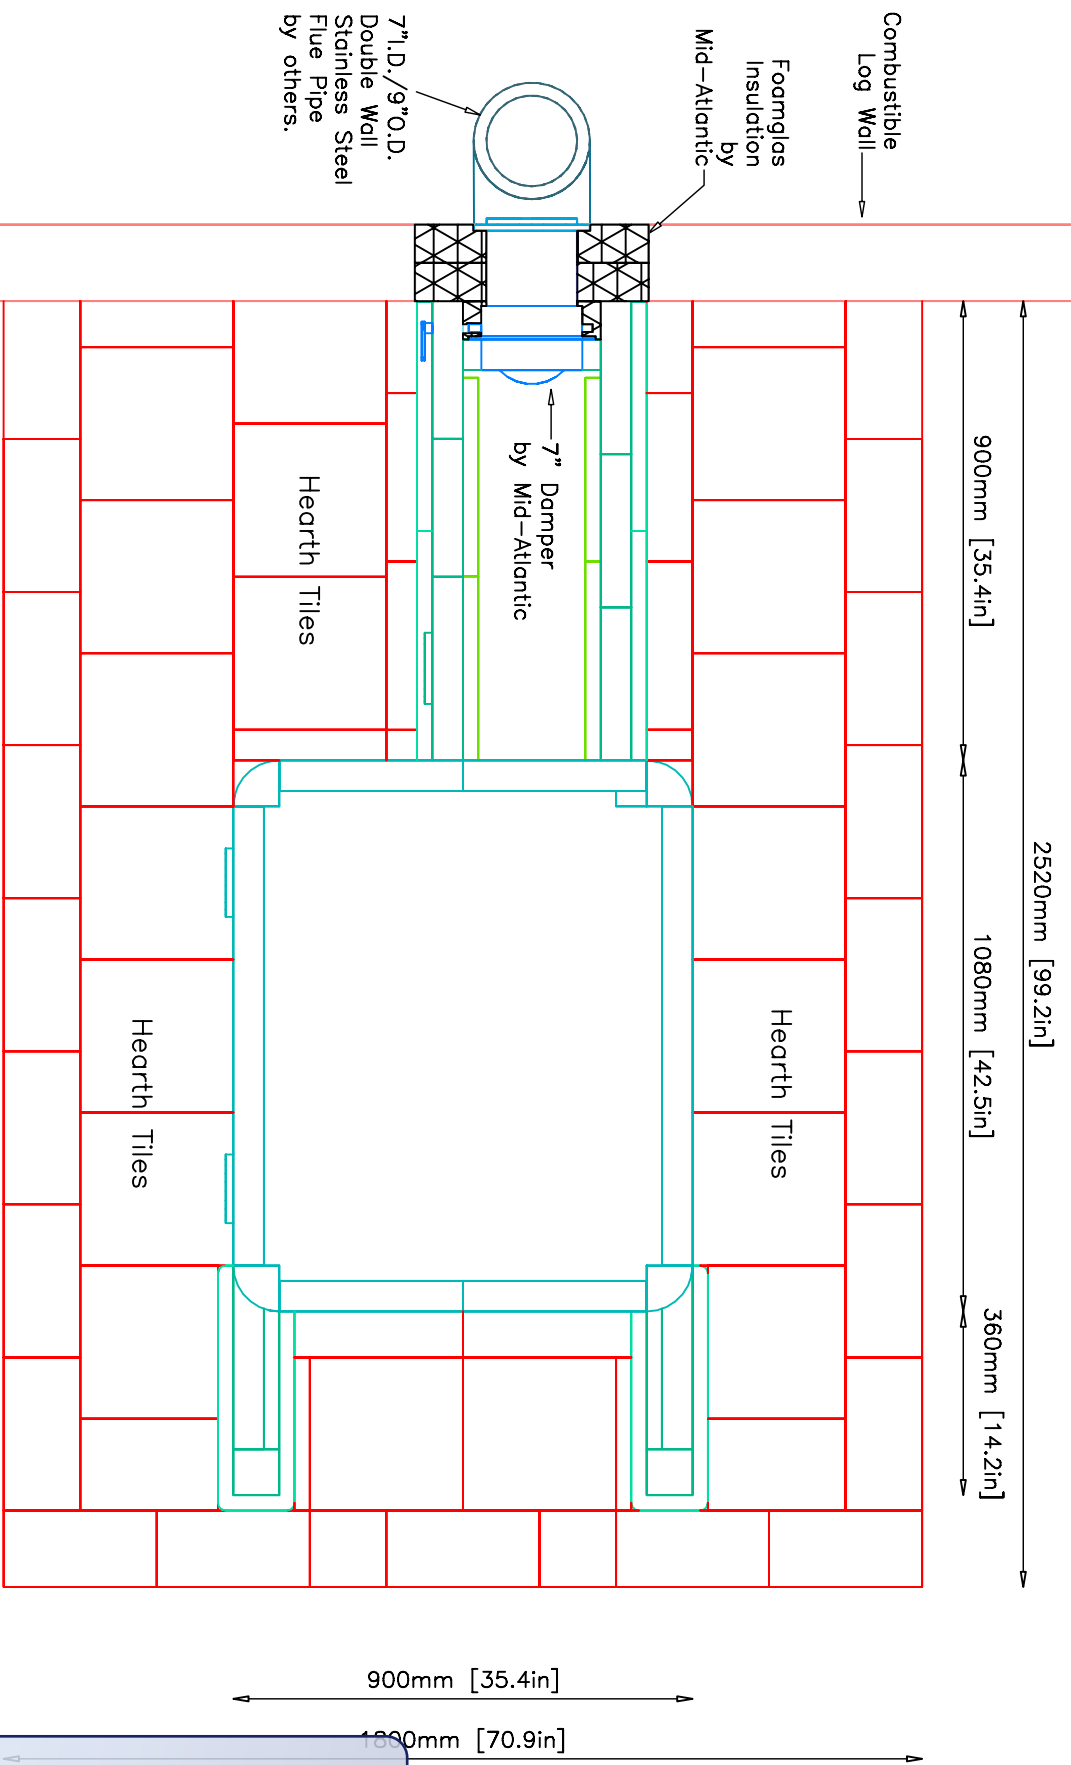 Combustible
Log Wall
Foamglas
Insulation
by
Mid-Atlantic
7"I.D./9"O.D.
Double Wall
Stainless Steel
Flue Pipe
by others.
7" Damper
by Mid-Atlantic
Hearth Tiles
Hearth Tiles
Hearth Tiles
900mm [35.4in]
1080mm [42.5in]
360mm [14.2in]
2520mm [99.2in]
900mm [35.4in]
1800mm [70.9in]